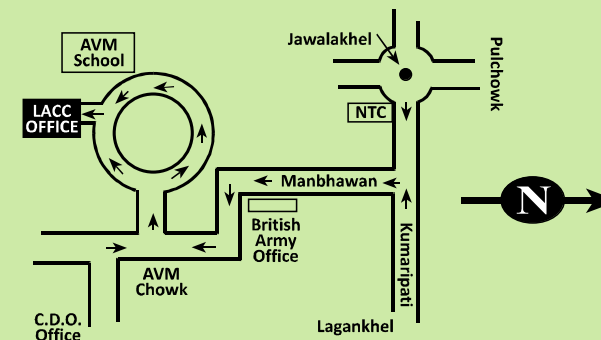 AVM
School
LACC
OFFICE
Jawalakhel
Pulchowk
NTC
Manbhawan
N
British
Army
Office
Kumaripati
AVM
Chowk
C.D.O.
Office
Lagankhel